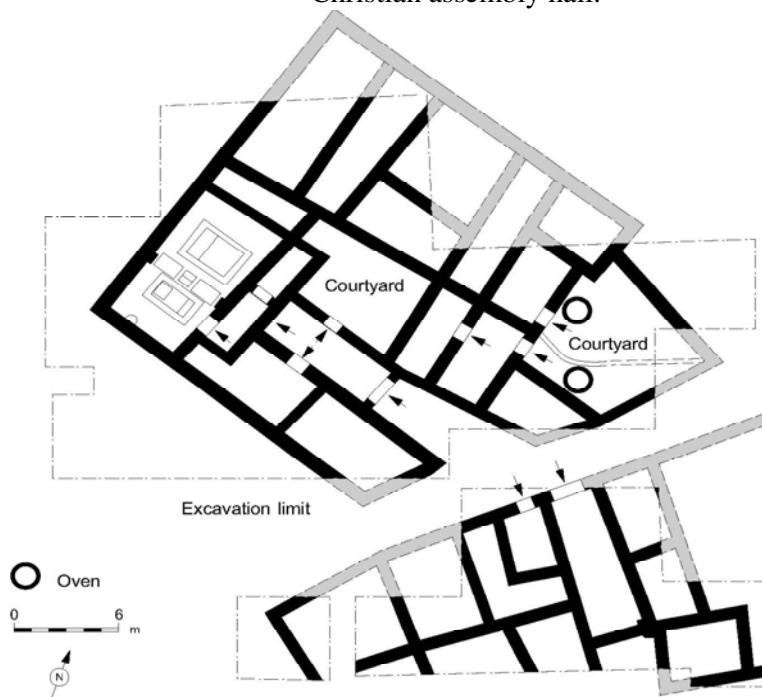 Christian assembly hall.
Courtyard
Courtyard
Excavation limit
Oven
0 6
m
N